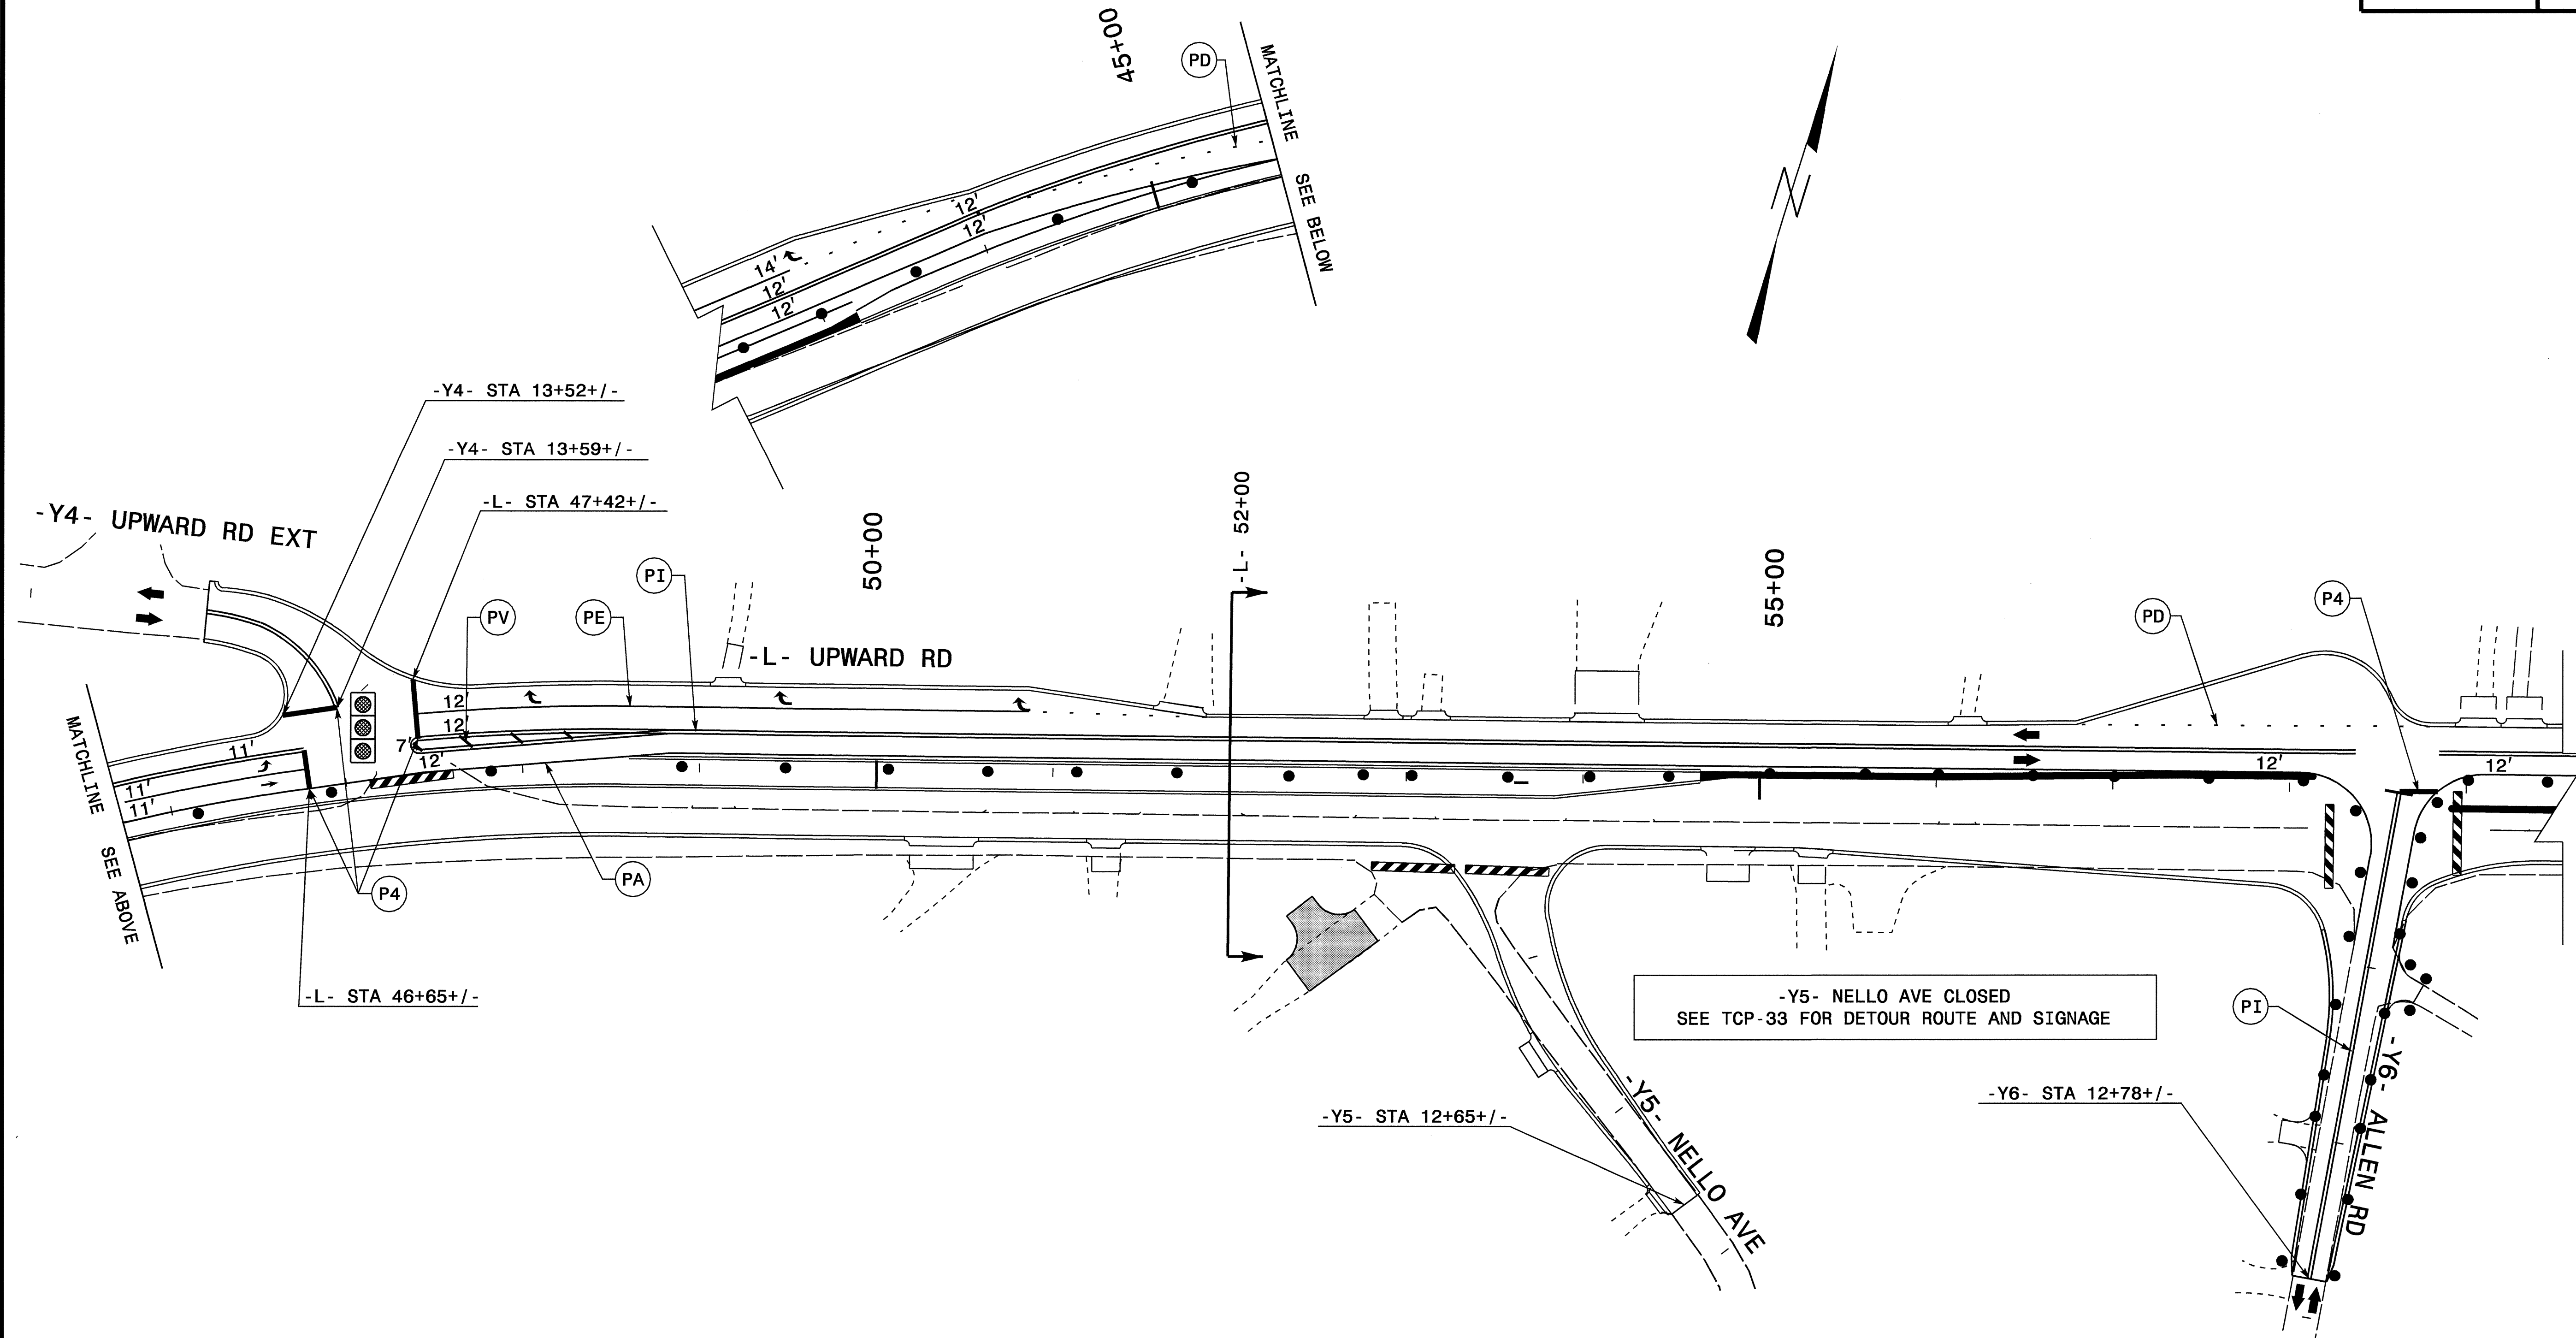 45+00
PD
MATCHLINE SEE BELOW
12'
12'
14'
12'
12'
-Y4- STA 13+52+/-
-Y4- STA 13+59+/-
-L- STA 47+42+/-
-Y4- UPWARD RD EXT
PI
50+00
-L- 52+00
55+00
PV
PE
PD
P4
-L- UPWARD RD
12'
12'
7'
12'
12'
12'
MATCHLINE SEE ABOVE
11'
11'
11'
P4
PA
-L- STA 46+65+/-
-Y5- NELLO AVE CLOSED
SEE TCP-33 FOR DETOUR ROUTE AND SIGNAGE
PI
-Y5- STA 12+65+/-
-Y5- NELLO AVE
-Y6- STA 12+78+/-
-Y6- ALLEN RD